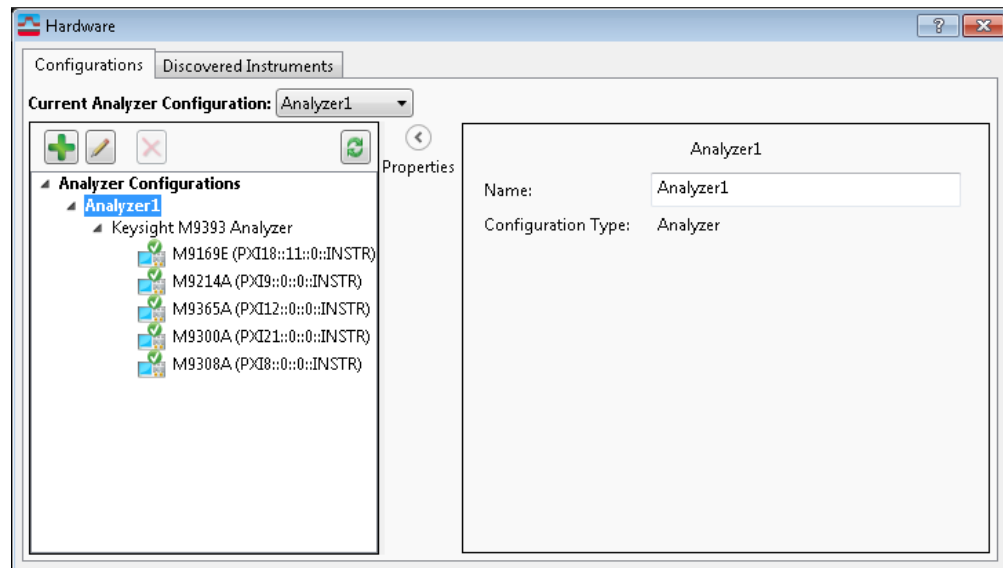 Hardware
Configurations
Discovered Instruments
Current Analyzer Configuration: Analyzer1
Properties
Analyzer Configurations
Analyzer1
Keysight M9393 Analyzer
M9169E (PXI18::11::0::INSTR)
M9214A (PXI9::0::0::INSTR)
M9365A (PXI12::0::0::INSTR)
M9300A (PXI21::0::0::INSTR)
M9308A (PXI8::0::0::INSTR)
Analyzer1
Name: Analyzer1
Configuration Type: Analyzer